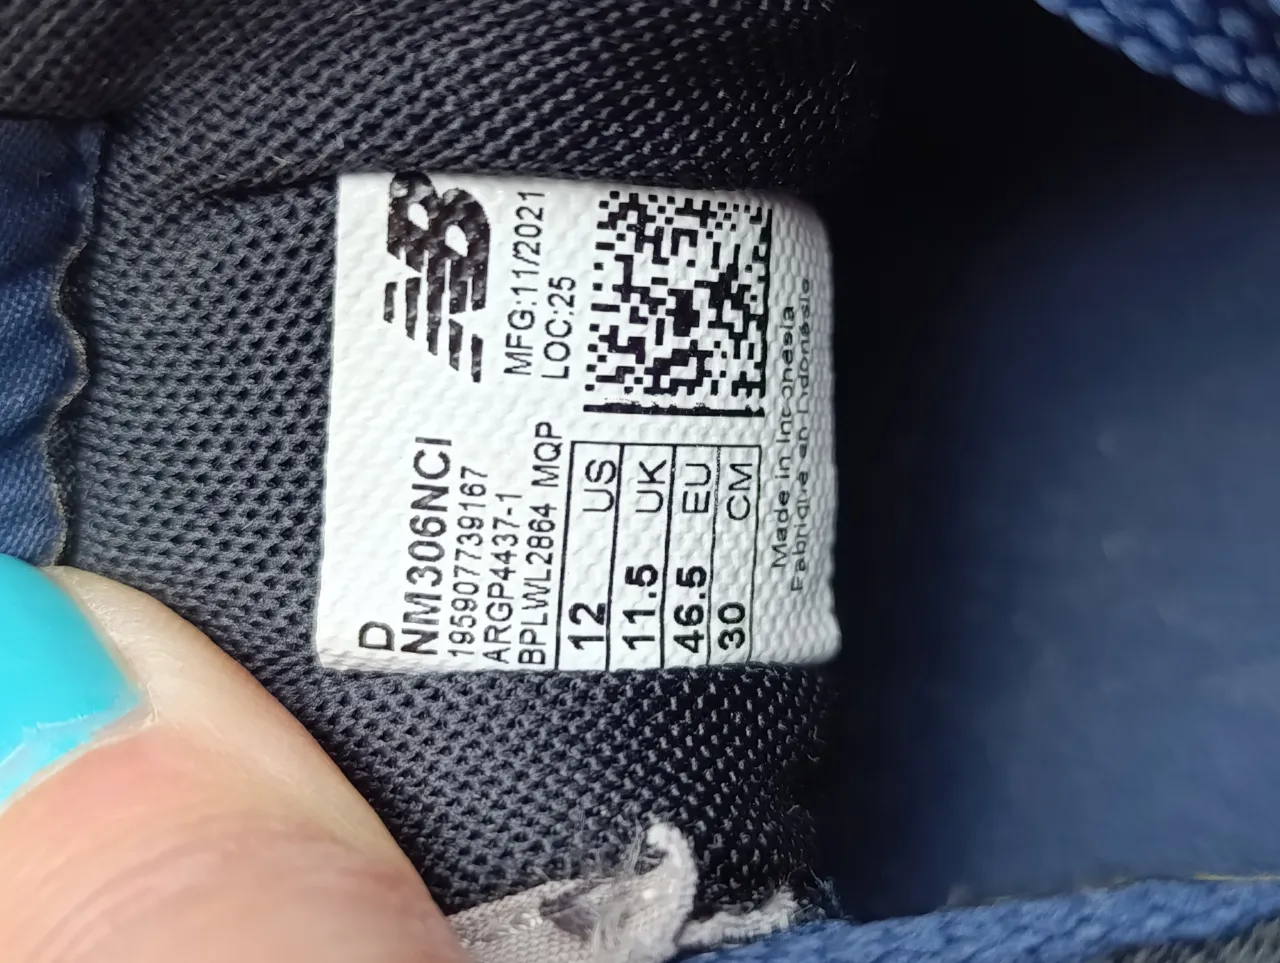 D
NM306NCI
195907739167
ARGP4437-1
BPLWL2864 MQP
NB
MFG:11/2021
LOC:25
12 US
11.5 UK
46.5 EU
30 CM
Made in Indonesia
Fabriqué en Indonésie